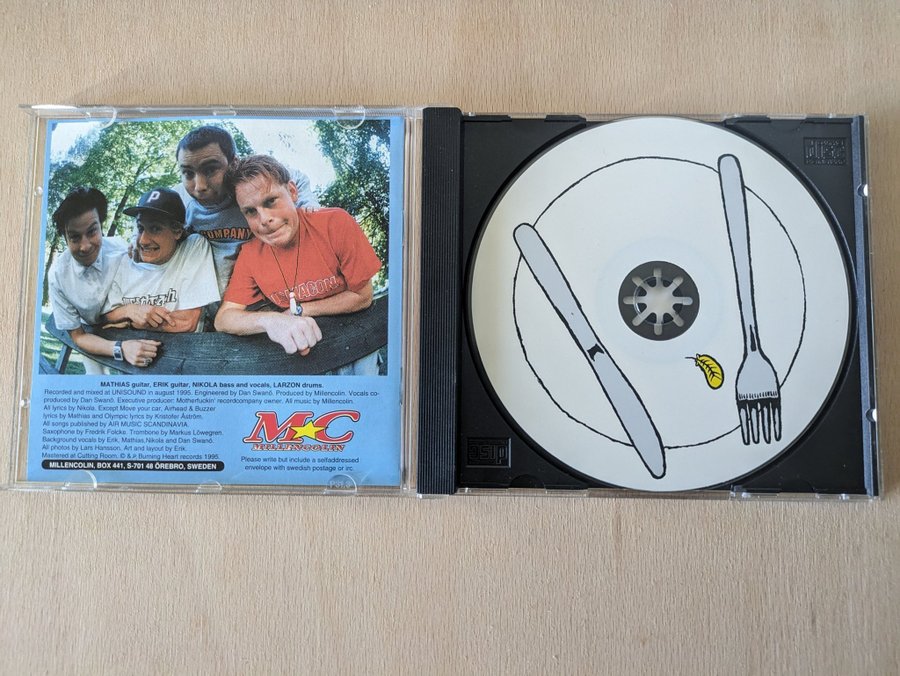 P
COMPANY
MATHIAS guitar, ERIK guitar, NIKOLA bass and vocals, LARZON drums.
Recorded and mixed at UNISOUND in august 1995. Engineered by Dan Swanö. Produced by Millencolin. Vocals co-
produced by Dan Swanö. Executive producer: Motherfuckin' recordcompany owner. All music by Millencolin.
All lyrics by Nikola. Except Move your car, Airhead & Buzzer
lyrics by Mathias and Olympic lyrics by Kristofer Åström.
All songs published by AIR MUSIC SCANDINAVIA.
Saxophone by Fredrik Folcke. Trombone by Markus Löwegren.
Background vocals by Erik, Mathias,Nikola and Dan Swanö.
All photos by Lars Hansson. Art and layout by Erik.
Mastered at Cutting Room. © & P Burning Heart records 1995.
MILLENCOLIN, BOX 441, S-701 48 ÖREBRO, SWEDEN
MC
MILLENCOLIN
Please write but include a selfaddressed
envelope with swedish postage or irc.
disc
disc